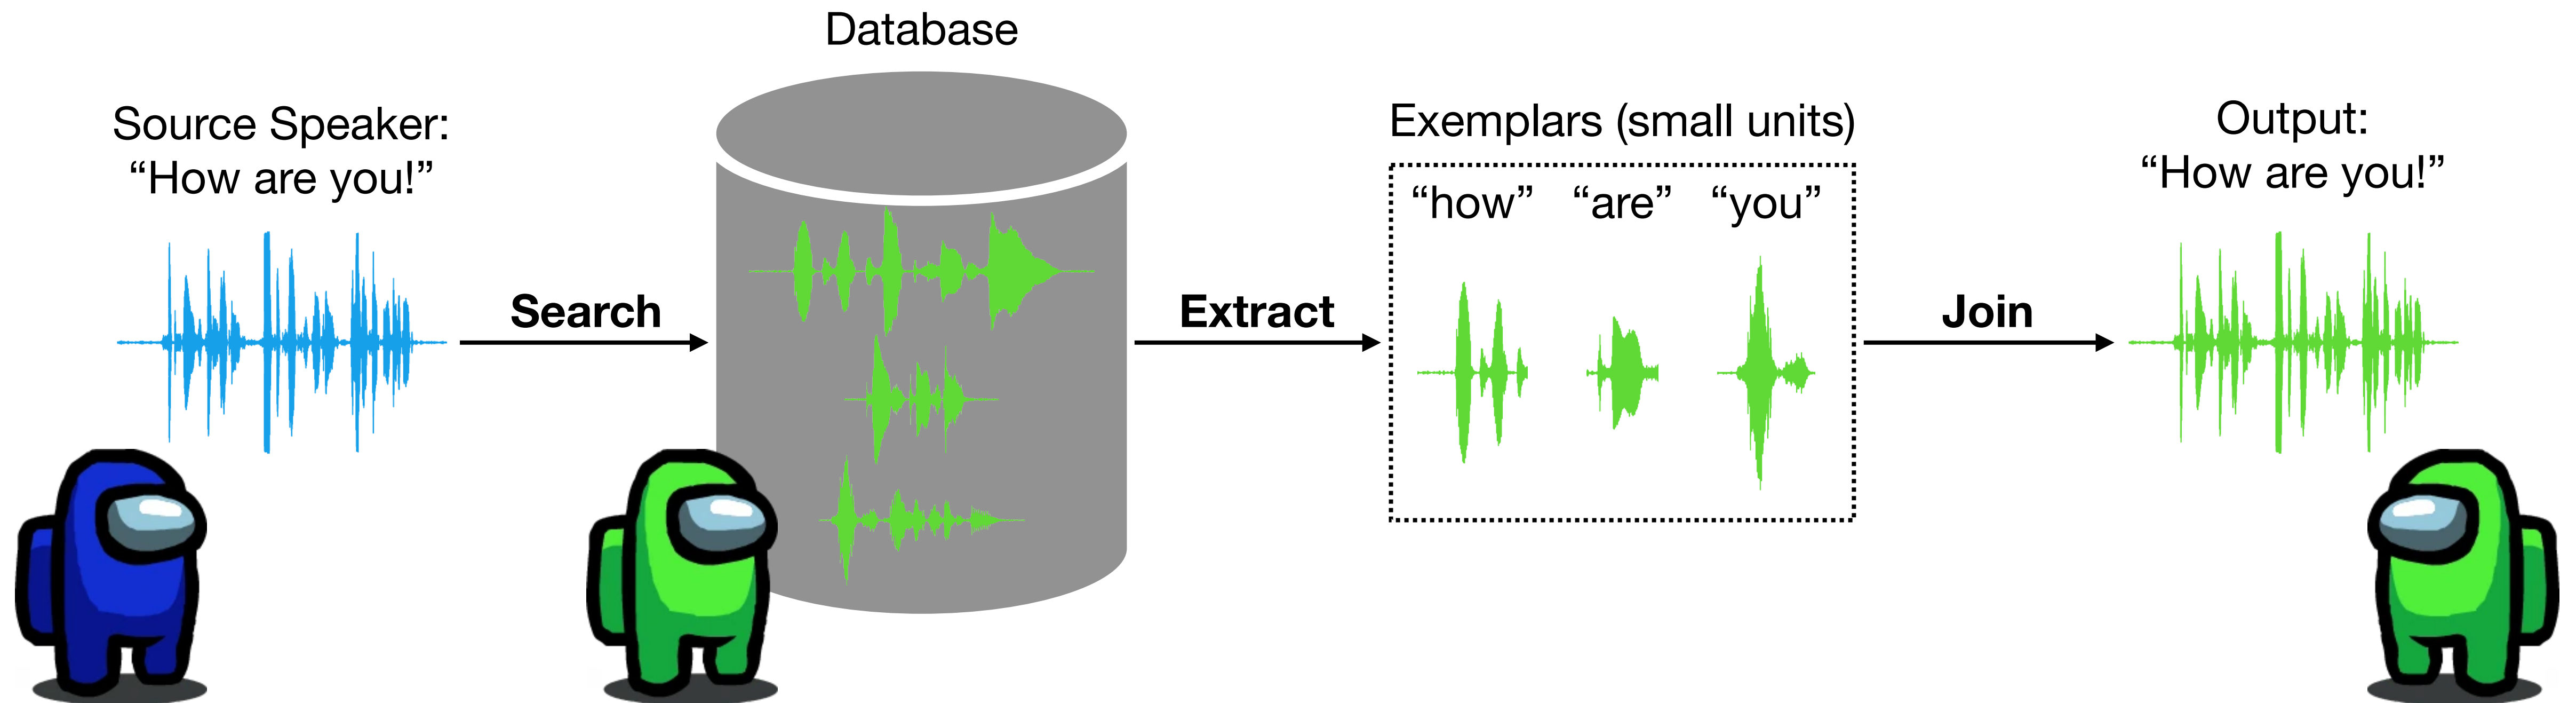 Database
Source Speaker:
“How are you!”
Search
Extract
Exemplars (small units)
“how” “are” “you”
Join
Output:
“How are you!”